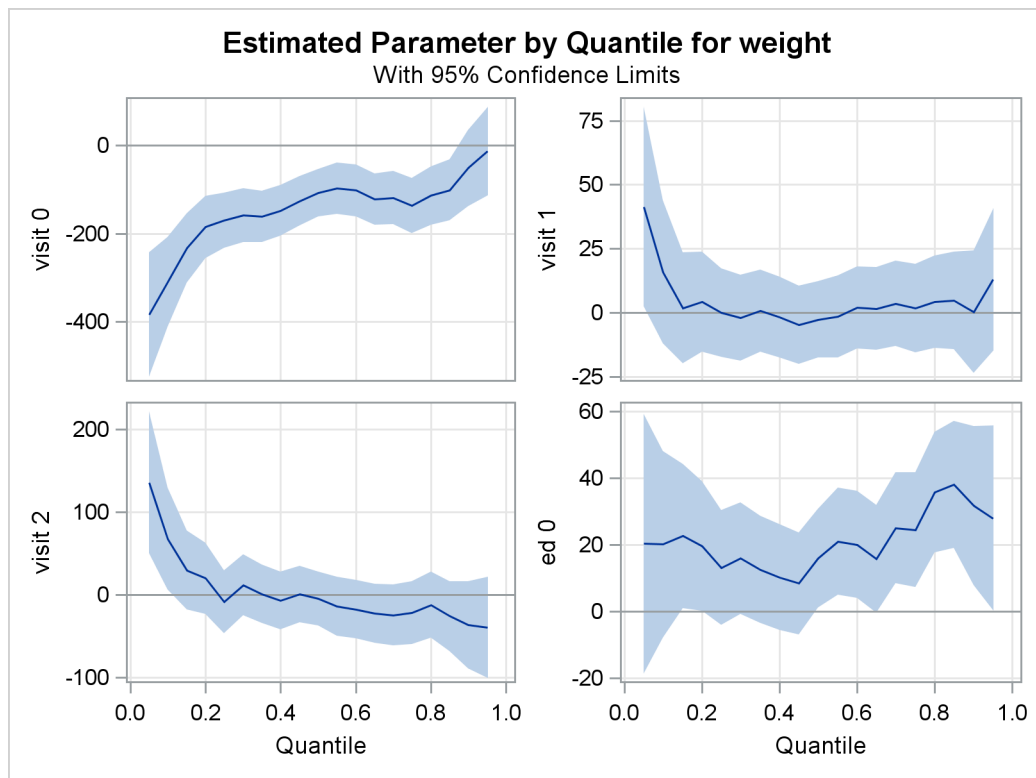 Estimated Parameter by Quantile for weight
With 95% Confidence Limits
visit 0
0
-200
-400
visit 1
75
50
25
0
-25
visit 2
200
100
0
-100
0.0 0.2 0.4 0.6 0.8 1.0
Quantile
ed 0
60
40
20
0
-20
0.0 0.2 0.4 0.6 0.8 1.0
Quantile